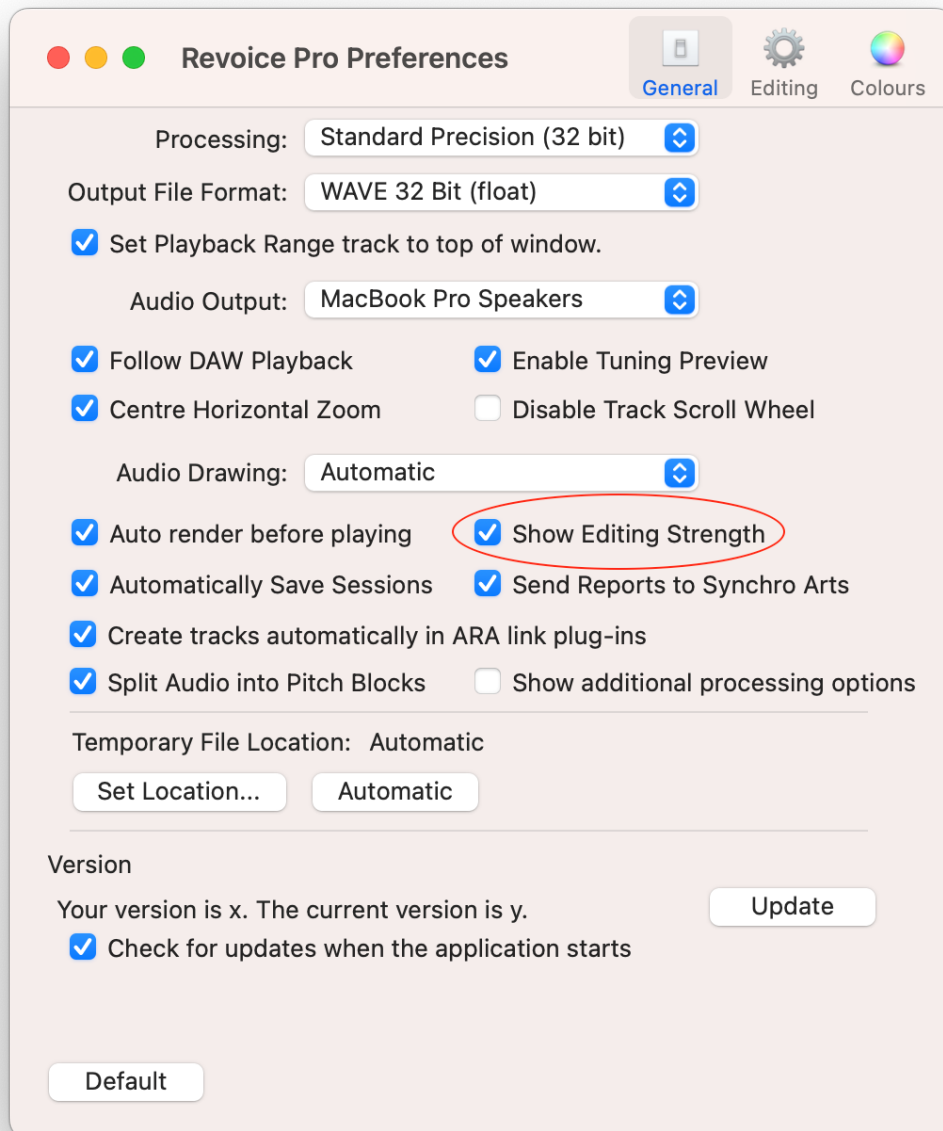 Revoice Pro Preferences
General
Editing
Colours
Processing: Standard Precision (32 bit)
Output File Format: WAVE 32 Bit (float)
Set Playback Range track to top of window.
Audio Output: MacBook Pro Speakers
Follow DAW Playback
Enable Tuning Preview
Centre Horizontal Zoom
Disable Track Scroll Wheel
Audio Drawing: Automatic
Auto render before playing
Show Editing Strength
Automatically Save Sessions
Send Reports to Synchro Arts
Create tracks automatically in ARA link plug-ins
Split Audio into Pitch Blocks
Show additional processing options
Temporary File Location: Automatic
Set Location...
Automatic
Version
Your version is x. The current version is y.
Update
Check for updates when the application starts
Default